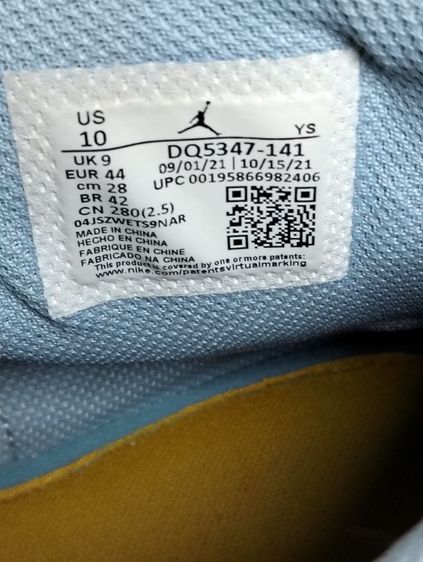 US
10
YS
UK 9
EUR 44
cm 28
BR 42
CN 280(2.5)
DQ5347-141
09/01/21 | 10/15/21
UPC 00195866982406
04JSZWETS9NAR
MADE IN CHINA
HECHO EN CHINA
FABRIQUE EN CHINE
FABRICADO NA CHINA
This product is covered by one or more patents:
www.nike.com/patentsvirtualmarking